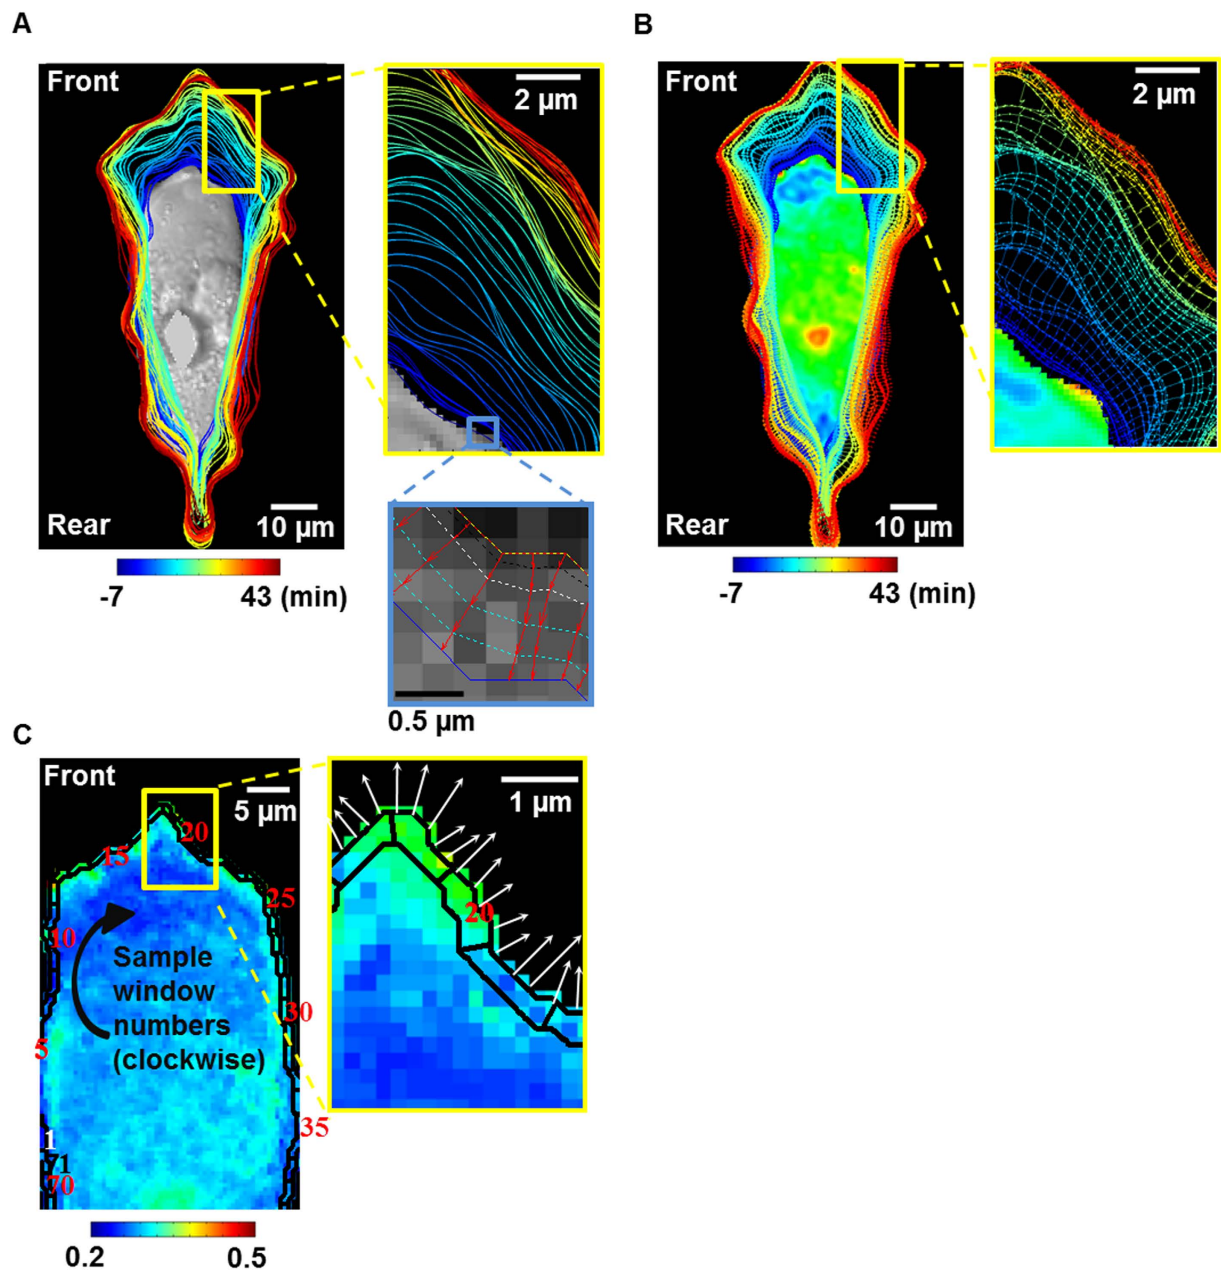 A
Front
2 µm
Rear
10 µm
-7
43 (min)
0.5 µm
B
Front
2 µm
Rear
10 µm
-7
43 (min)
C
Front
5 µm
20
15
25
10
Sample
window
numbers
(clockwise)
30
5
35
1
71
70
0.2
0.5
1 µm
20